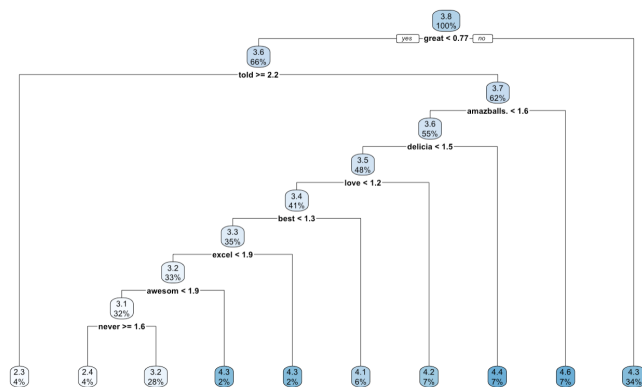 3.8
100%
yes great < 0.77 no
3.6
66%
told >= 2.2
3.7
62%
amazballs. < 1.6
3.6
55%
delicia < 1.5
3.5
48%
love < 1.2
3.4
41%
best < 1.3
3.3
35%
excel < 1.9
3.2
33%
awesom < 1.9
3.1
32%
never >= 1.6
2.3 2.4 3.2 4.3 4.3 4.1 4.2 4.4 4.6 4.3
4% 4% 28% 2% 2% 6% 7% 7% 7% 34%